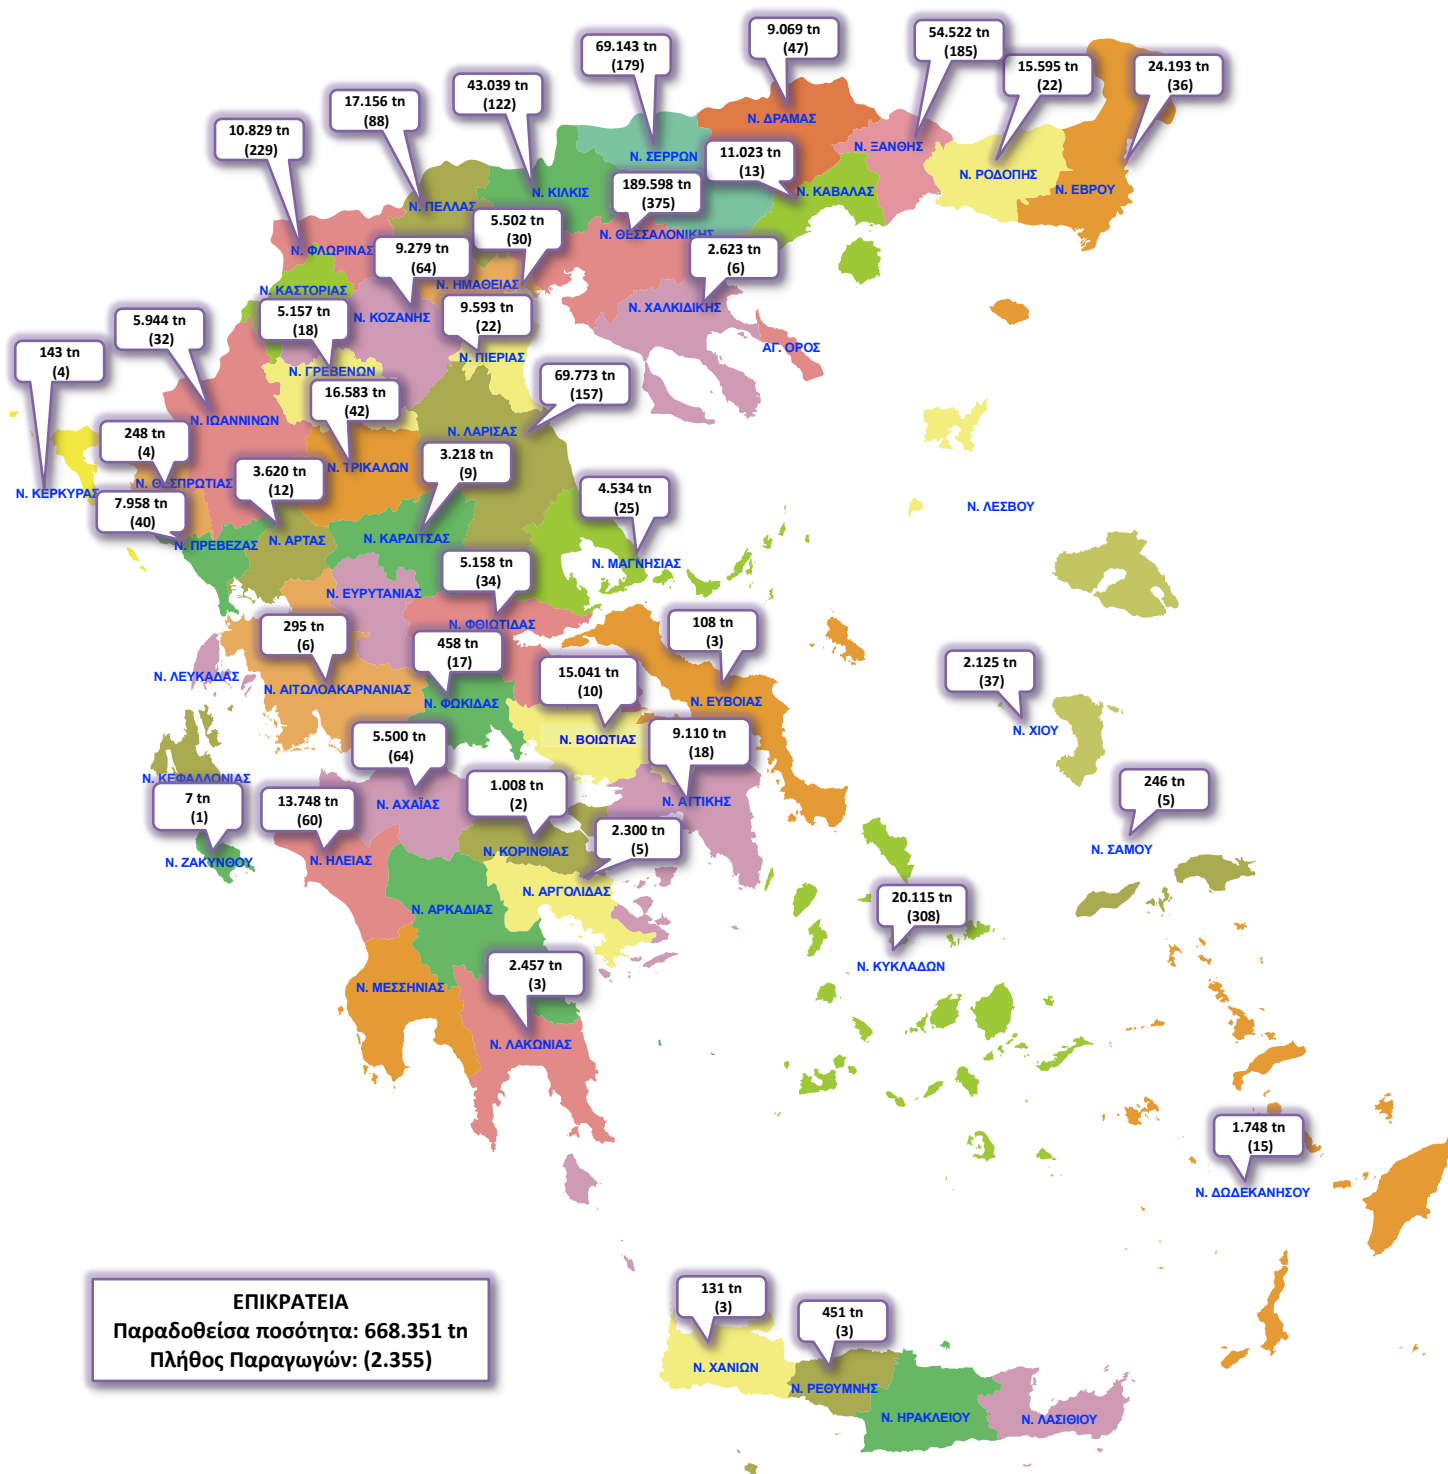 9.069 tn
(47)
54.522 tn
(185)
69.143 tn
(179)
15.595 tn
(22)
24.193 tn
(36)
43.039 tn
(122)
17.156 tn
(88)
10.829 tn
(229)
Ν. ΔΡΑΜΑΣ
Ν. ΞΑΝΘΗΣ
Ν. ΣΕΡΡΩΝ
11.023 tn
(13)
Ν. ΡΟΔΟΠΗΣ
Ν. ΕΒΡΟΥ
Ν. ΚΑΒΑΛΑΣ
Ν. ΚΙΛΚΙΣ
189.598 tn
(375)
Ν. ΠΕΛΛΑΣ
5.502 tn
(30)
Ν. ΘΕΣΣΑΛΟΝΙΚΗΣ
Ν. ΦΛΩΡΙΝΑΣ
9.279 tn
(64)
2.623 tn
(6)
Ν. ΗΜΑΘΕΙΑΣ
Ν. ΚΑΣΤΟΡΙΑΣ
Ν. ΧΑΛΚΙΔΙΚΗΣ
5.157 tn
(18)
Ν. ΚΟΖΑΝΗΣ
9.593 tn
(22)
5.944 tn
(32)
ΑΓ. ΟΡΟΣ
143 tn
(4)
Ν. ΠΙΕΡΙΑΣ
Ν. ΓΡΕΒΕΝΩΝ
69.773 tn
(157)
16.583 tn
(42)
Ν. ΙΩΑΝΝΙΝΩΝ
Ν. ΛΑΡΙΣΑΣ
248 tn
(4)
3.218 tn
(9)
Ν. ΤΡΙΚΑΛΩΝ
3.620 tn
(12)
Ν. ΚΕΡΚΥΡΑΣ
Ν. ΘΕΣΠΡΩΤΙΑΣ
4.534 tn
(25)
7.958 tn
(40)
Ν. ΛΕΣΒΟΥ
Ν. ΠΡΕΒΕΖΑΣ
Ν. ΑΡΤΑΣ
Ν. ΚΑΡΔΙΤΣΑΣ
Ν. ΜΑΓΝΗΣΙΑΣ
5.158 tn
(34)
Ν. ΕΥΡΥΤΑΝΙΑΣ
Ν. ΦΘΙΩΤΙΔΑΣ
295 tn
(6)
108 tn
(3)
458 tn
(17)
2.125 tn
(37)
Ν. ΛΕΥΚΑΔΑΣ
15.041 tn
(10)
Ν. ΑΙΤΩΛΟΑΚΑΡΝΑΝΙΑΣ
Ν. ΦΩΚΙΔΑΣ
Ν. ΕΥΒΟΙΑΣ
Ν. ΧΙΟΥ
5.500 tn
(64)
Ν. ΒΟΙΩΤΙΑΣ
9.110 tn
(18)
Ν. ΚΕΦΑΛΛΟΝΙΑΣ
246 tn
(5)
7 tn
(1)
13.748 tn
(60)
Ν. ΑΧΑΪΑΣ
1.008 tn
(2)
Ν. ΑΤΤΙΚΗΣ
2.300 tn
(5)
Ν. ΣΑΜΟΥ
Ν. ΖΑΚΥΝΘΟΥ
Ν. ΗΛΕΙΑΣ
Ν. ΚΟΡΙΝΘΙΑΣ
Ν. ΑΡΓΟΛΙΔΑΣ
20.115 tn
(308)
Ν. ΑΡΚΑΔΙΑΣ
Ν. ΚΥΚΛΑΔΩΝ
2.457 tn
(3)
Ν. ΜΕΣΣΗΝΙΑΣ
Ν. ΛΑΚΩΝΙΑΣ
1.748 tn
(15)
Ν. ΔΩΔΕΚΑΝΗΣΟΥ
ΕΠΙΚΡΑΤΕΙΑ
Παραδοθείσα ποσότητα: 668.351 tn
Πλήθος Παραγωγών: (2.355)
131 tn
(3)
451 tn
(3)
Ν. ΧΑΝΙΩΝ
Ν. ΡΕΘΥΜΝΗΣ
Ν. ΗΡΑΚΛΕΙΟΥ
Ν. ΛΑΣΙΘΙΟΥ